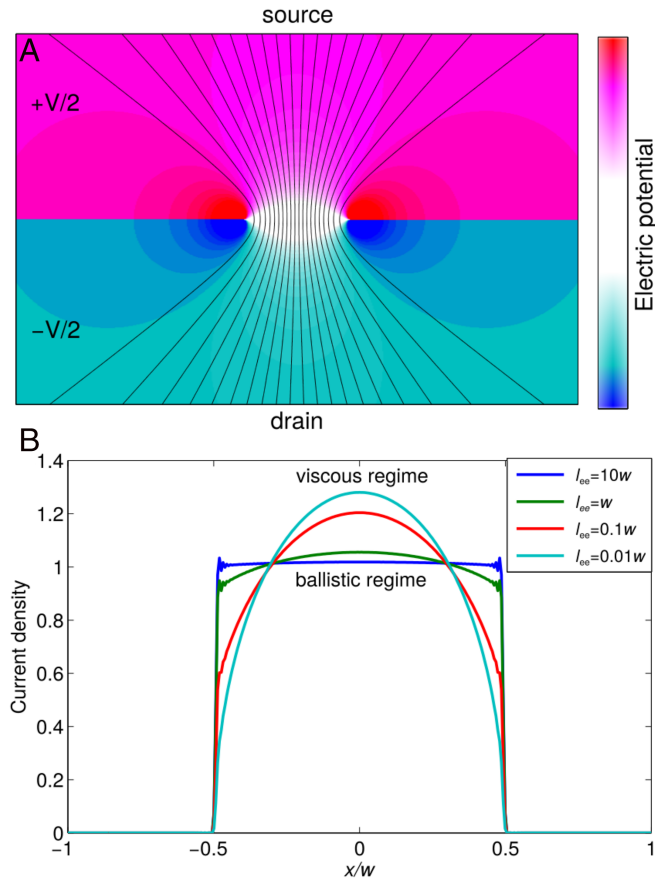 source
A
+V/2
−V/2
drain
Electric potential
B
1.4
1.2
1
0.8
0.6
0.4
0.2
0
Current density
viscous regime
ballistic regime
l_ee=10w
l_ee=w
l_ee=0.1w
l_ee=0.01w
−1
−0.5
0
0.5
1
x/w